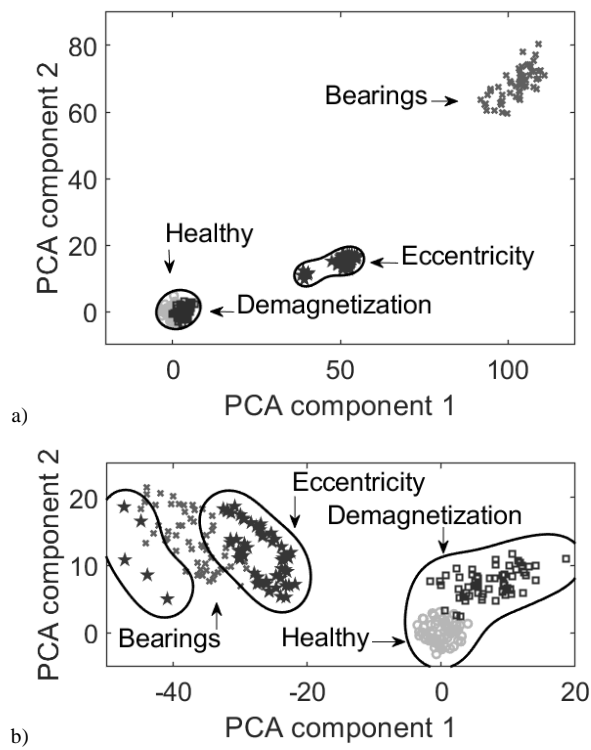 80
60
40
20
0
PCA component 2
Bearings
Healthy
Eccentricity
Demagnetization
0
50
100
PCA component 1
a)
20
10
0
PCA component 2
Eccentricity
Demagnetization
Bearings
Healthy
-40
-20
0
20
PCA component 1
b)